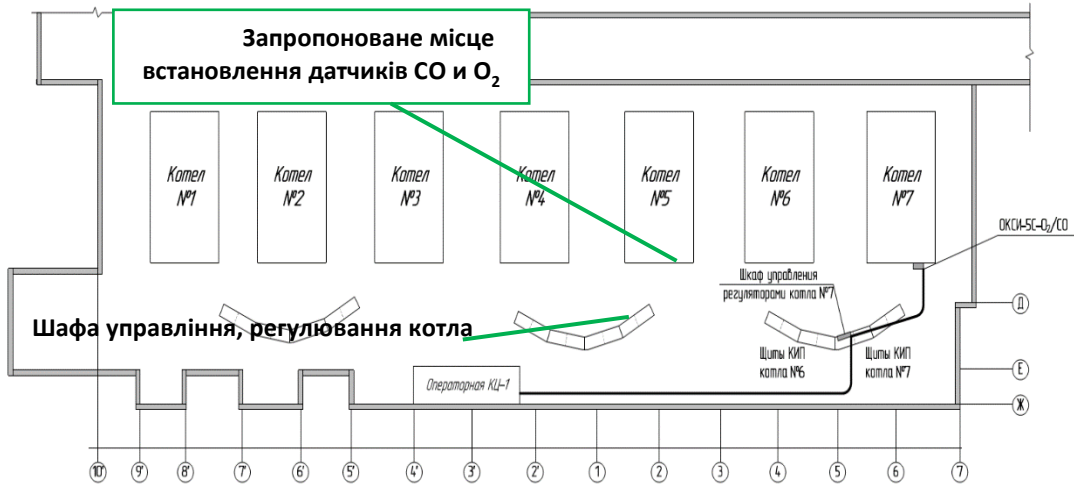 Запропоноване місце
встановлення датчиків СО и О₂
Котел
№1
Котел
№2
Котел
№3
Котел
№4
Котел
№5
Котел
№6
Котел
№7
ОКСИ-5С-О₂/СО
Шкаф управления
регуляторами котла №7
Шафа управління, регулювання котла
Щиты КИП
котла №6
Щиты КИП
котла №7
Операторная КЦ-1
Д
Е
Ж
10' 9' 8' 7' 6' 5' 4' 3' 2' 1 2 3 4 5 6 7